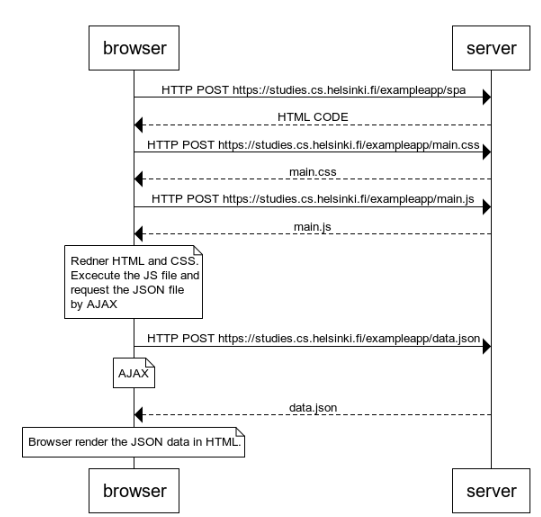 browser
server
HTTP POST https://studies.cs.helsinki.fi/exampleapp/spa
HTML CODE
HTTP POST https://studies.cs.helsinki.fi/exampleapp/main.css
main.css
HTTP POST https://studies.cs.helsinki.fi/exampleapp/main.js
main.js
Redner HTML and CSS.
Excecute the JS file and
request the JSON file
by AJAX
HTTP POST https://studies.cs.helsinki.fi/exampleapp/data.json
AJAX
data.json
Browser render the JSON data in HTML.
browser
server